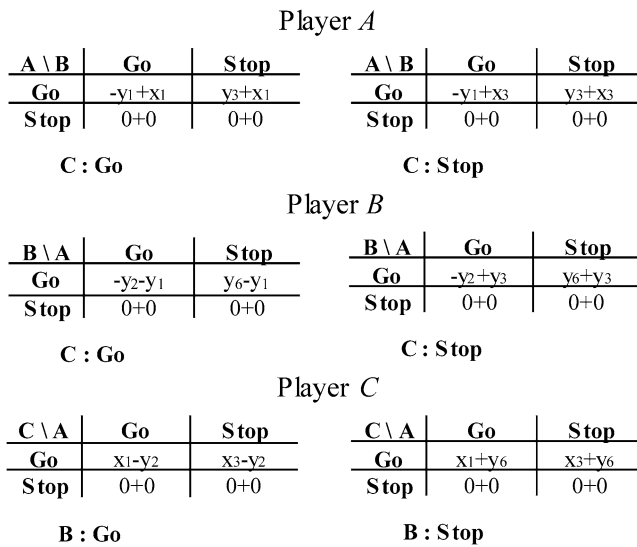 Player A
A \ B Go Stop A \ B Go Stop
Go -y₁+x₁ y₃+x₁ Go -y₁+x₃ y₃+x₃
Stop 0+0 0+0 Stop 0+0 0+0
C : Go C : Stop
Player B
B \ A Go Stop B \ A Go Stop
Go -y₂-y₁ y₆-y₁ Go -y₂+y₃ y₆+y₃
Stop 0+0 0+0 Stop 0+0 0+0
C : Go C : Stop
Player C
C \ A Go Stop C \ A Go Stop
Go x₁-y₂ x₃-y₂ Go x₁+y₆ x₃+y₆
Stop 0+0 0+0 Stop 0+0 0+0
B : Go B : Stop